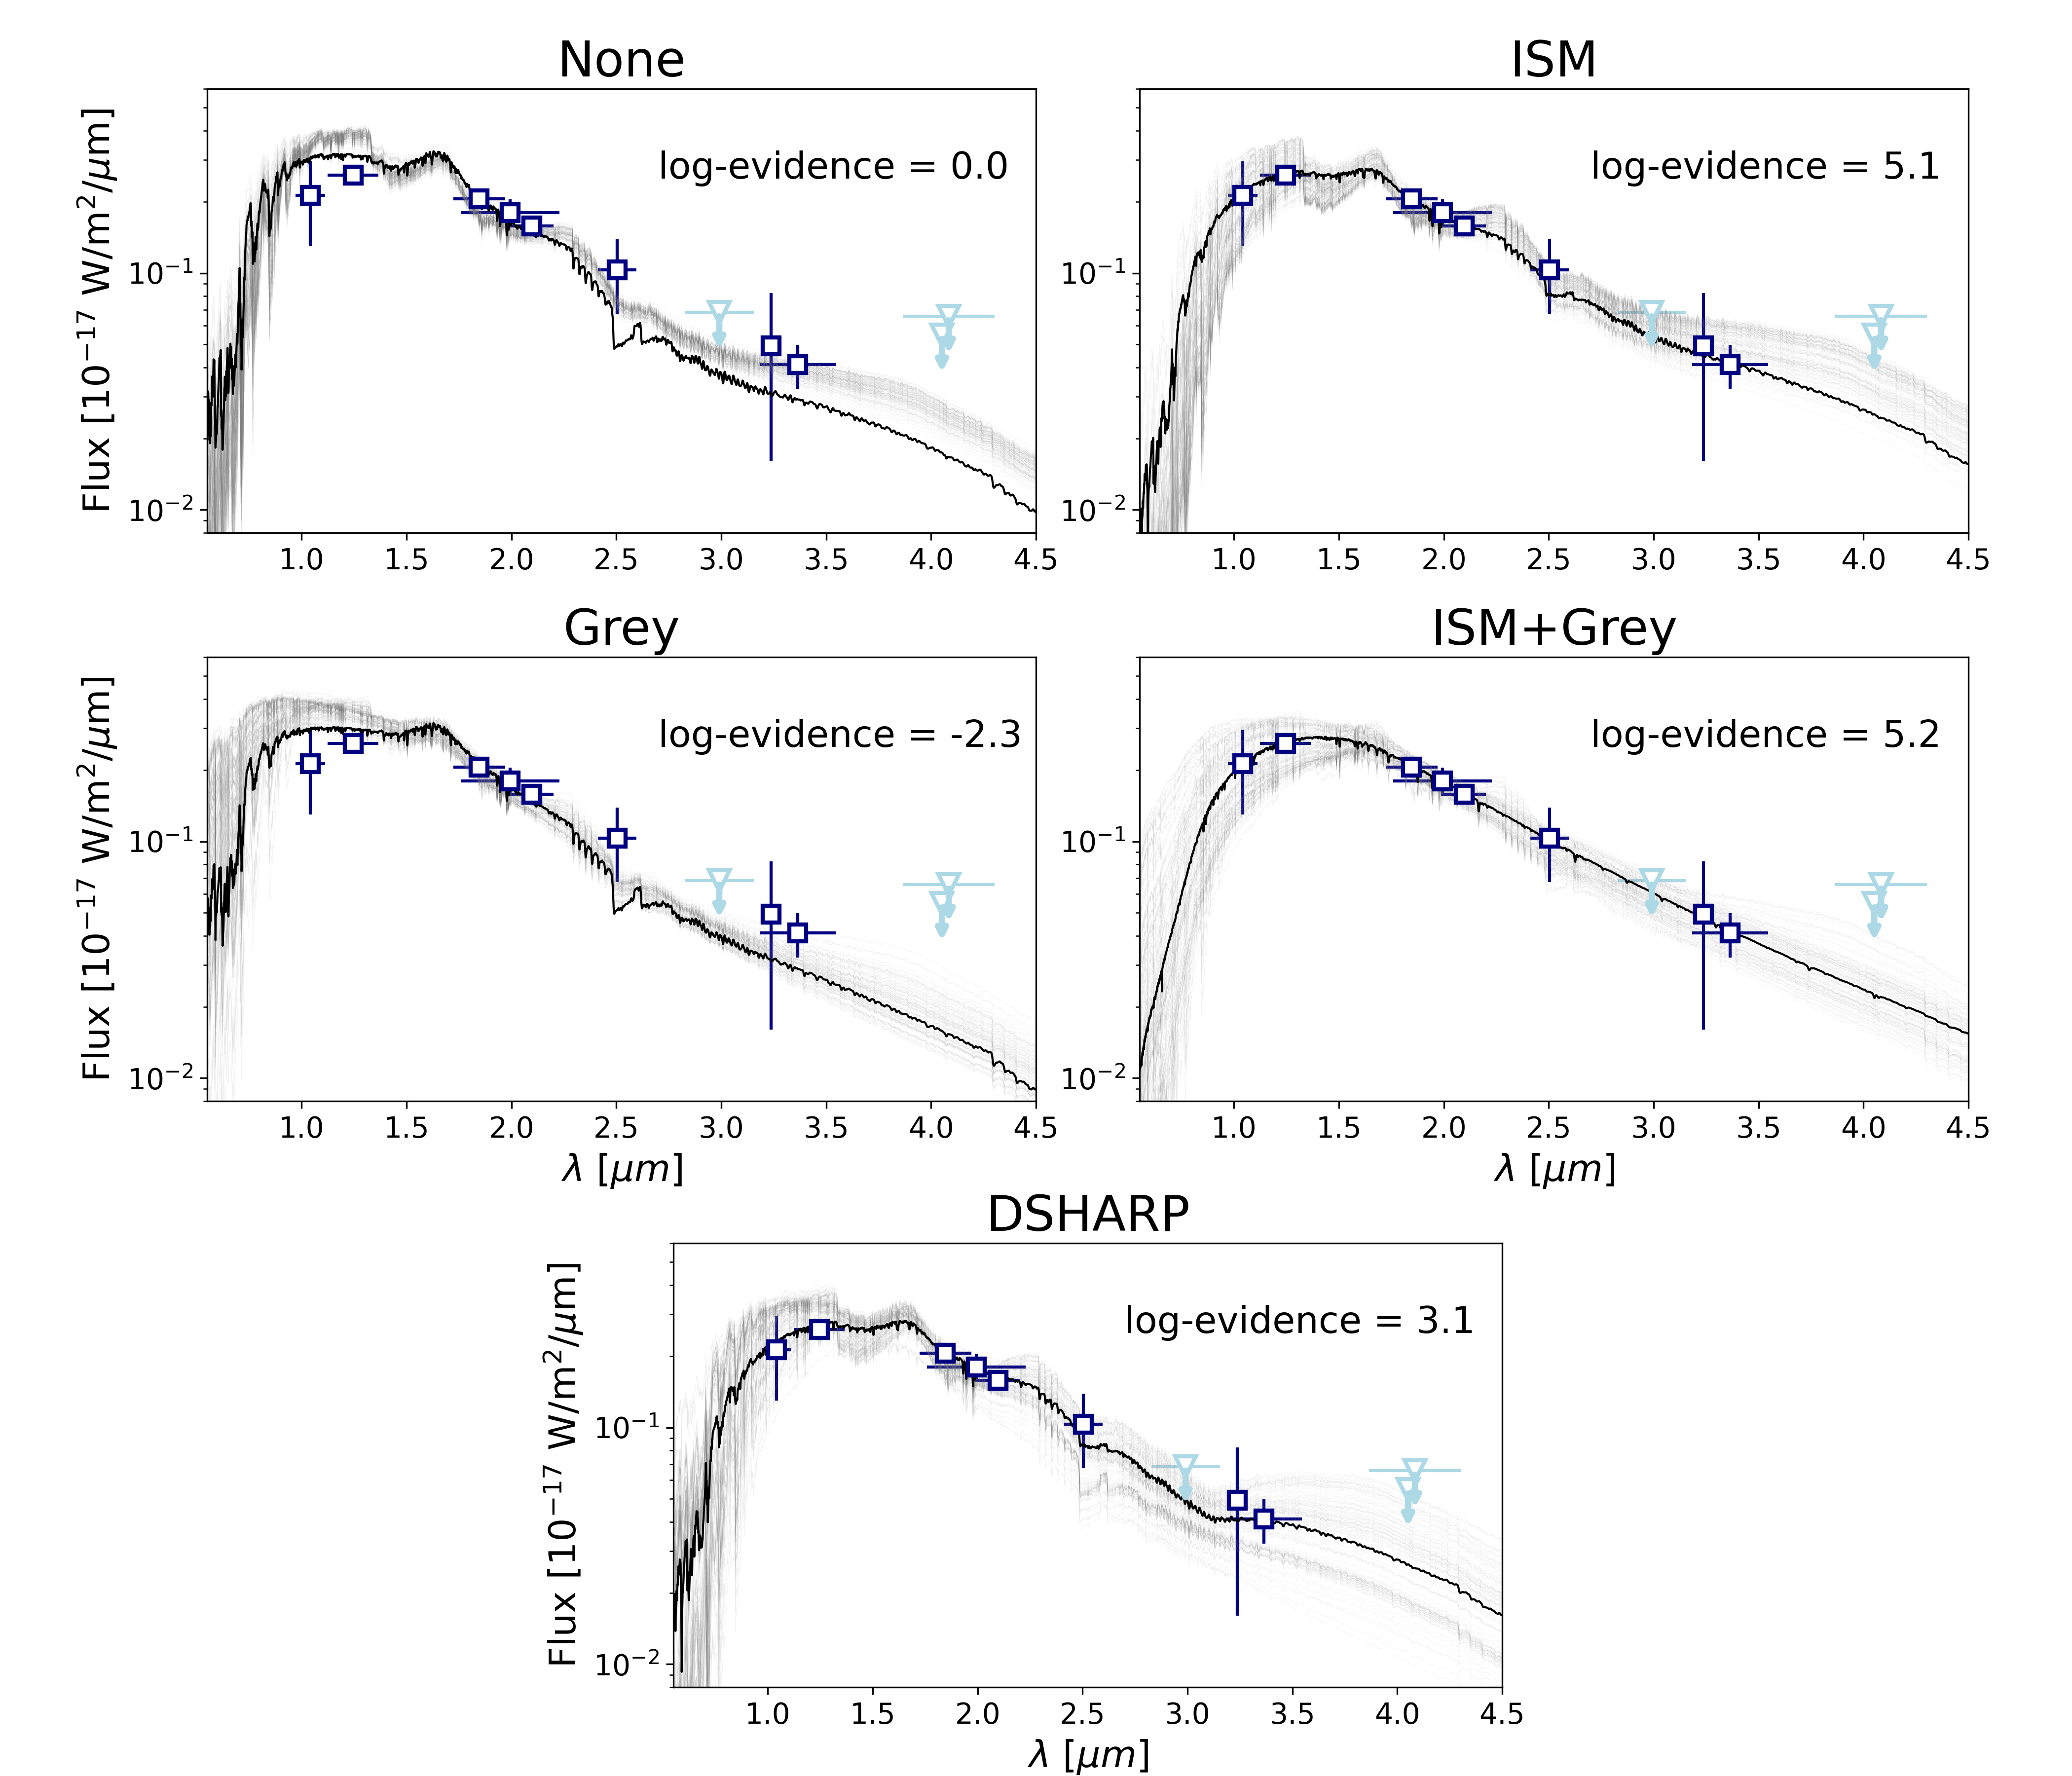 None
ISM
Flux [10⁻¹⁷ W/m²/μm]
log-evidence = 0.0
log-evidence = 5.1
10⁻¹
10⁻²
10⁻¹
10⁻²
1.0 1.5 2.0 2.5 3.0 3.5 4.0 4.5
1.0 1.5 2.0 2.5 3.0 3.5 4.0 4.5
Grey
ISM+Grey
Flux [10⁻¹⁷ W/m²/μm]
log-evidence = -2.3
log-evidence = 5.2
10⁻¹
10⁻²
10⁻¹
10⁻²
1.0 1.5 2.0 2.5 3.0 3.5 4.0 4.5
1.0 1.5 2.0 2.5 3.0 3.5 4.0 4.5
λ [μm]
λ [μm]
DSHARP
Flux [10⁻¹⁷ W/m²/μm]
log-evidence = 3.1
10⁻¹
10⁻²
1.0 1.5 2.0 2.5 3.0 3.5 4.0 4.5
λ [μm]